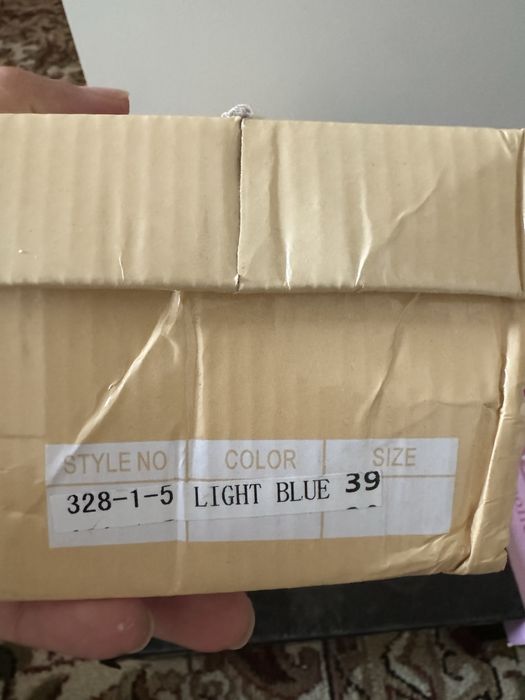 STYLE NO COLOR SIZE
328-1-5 LIGHT BLUE 39